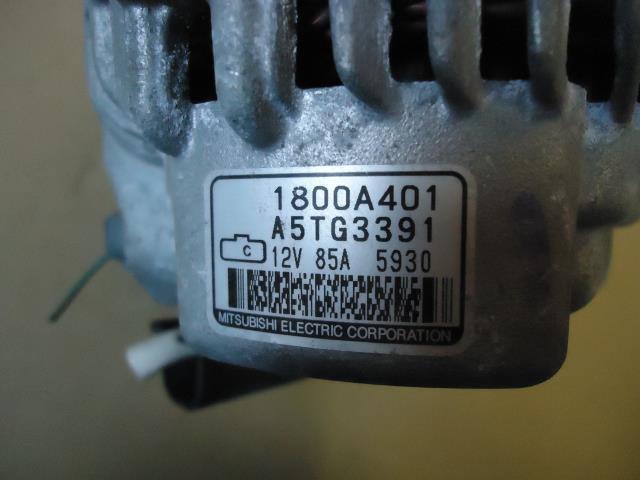 1800A401
A5TG3391
C 12V 85A 5930
MITSUBISHI ELECTRIC CORPORATION